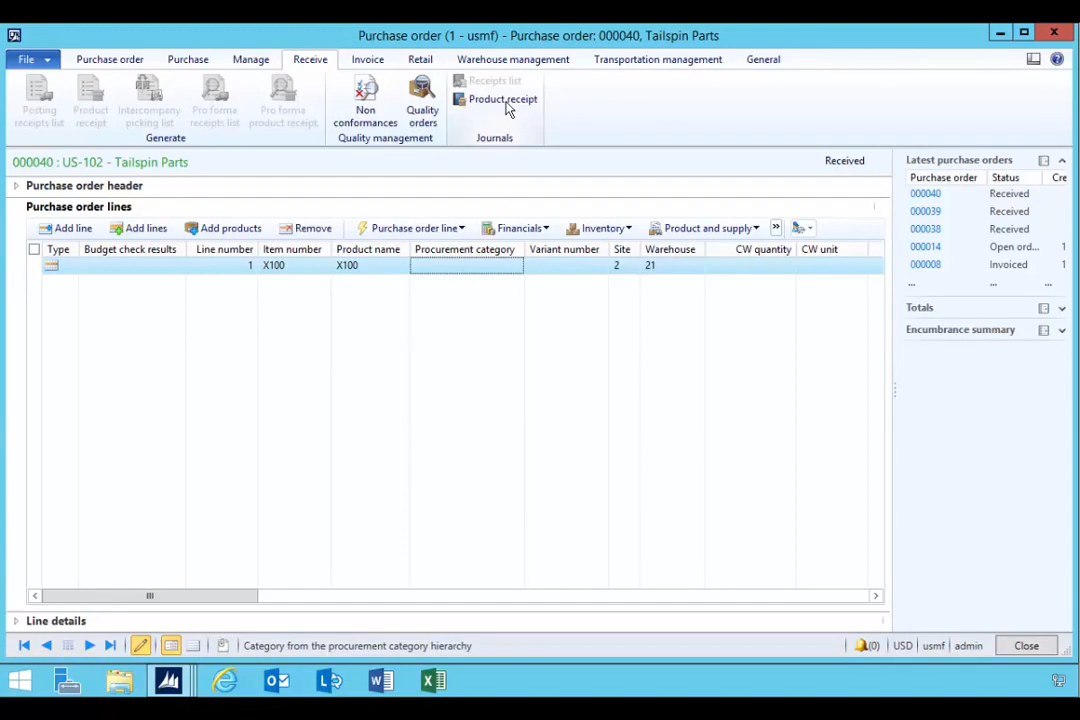 Purchase order (1 - usmf) - Purchase order: 000040, Tailspin Parts
File Purchase order Purchase Manage Receive Invoice Retail Warehouse management Transportation management General
Posting receipts list
Product receipt
Intercompany picking list
Pro forma receipts list
Pro forma product receipt
Non conformances
Quality orders
Receipts list
Product receipt
Generate Quality management Journals
000040 : US-102 - Tailspin Parts Received
Purchase order header
Purchase order lines
Add line Add lines Add products Remove Purchase order line Financials Inventory Product and supply »
Type Budget check results Line number Item number Product name Procurement category Variant number Site Warehouse CW quantity CW unit
1 X100 X100 2 21
Line details
Latest purchase orders
Purchase order Status Cre
000040 Received
000039 Received
000038 Received
000014 Open ord... 1
000008 Invoiced 1
... ... ...
Totals
Encumbrance summary
Category from the procurement category hierarchy (0) USD usmf admin Close